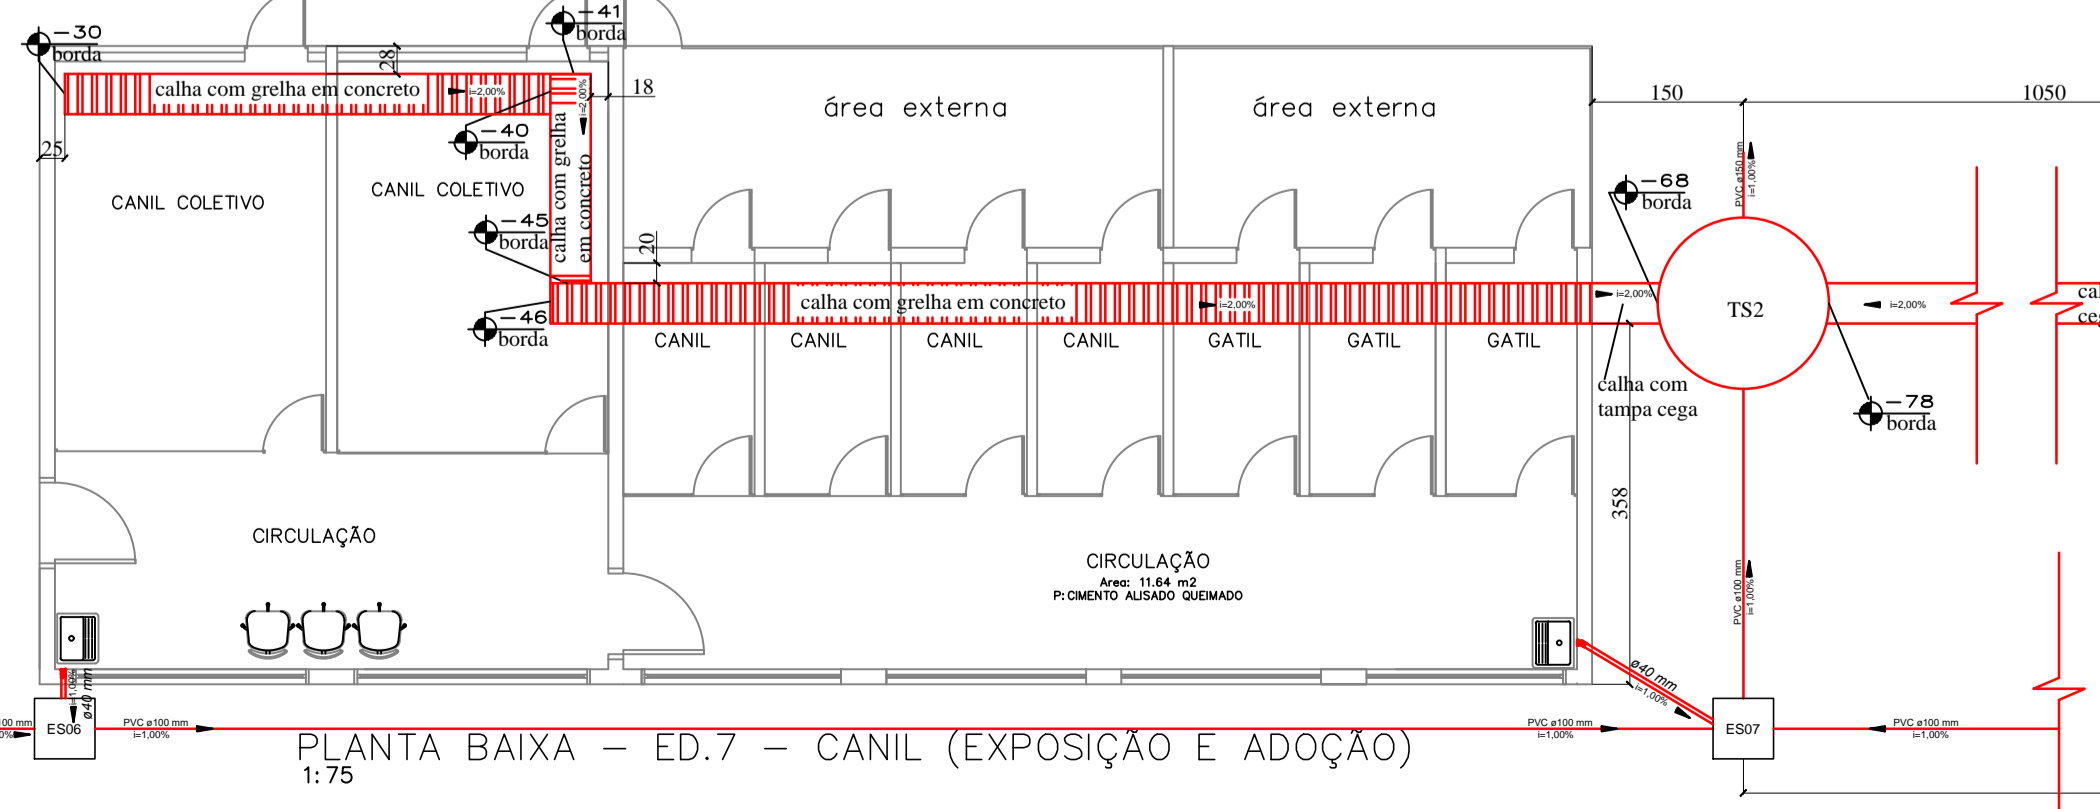 -41
borda
-30
borda
28
calha com grelha em concreto
i=2,00%
i=2,00%
18
área externa
área externa
150
1050
25
-40
borda
calha com grelha
em concreto
CANIL COLETIVO
CANIL COLETIVO
PVC ø150 mm
i=1,00%
-68
borda
-45
borda
20
calha com grelha em concreto
i=2,00%
i=2,00%
TS2
i=2,00%
-46
borda
CANIL
CANIL
CANIL
CANIL
GATIL
GATIL
GATIL
calha com
tampa cega
-78
borda
358
CIRCULAÇÃO
CIRCULAÇÃO
Area: 11.64 m2
P:CIMENTO ALISADO QUEIMADO
PVC ø100 mm
i=1,00%
ø40 mm
i=1,00%
i=1,00%
ø40 mm
ES06
PVC ø100 mm
i=1,00%
PVC ø100 mm
i=1,00%
ES07
PVC ø100 mm
i=1,00%
PLANTA BAIXA - ED.7 - CANIL (EXPOSIÇÃO E ADOÇÃO)
1:75